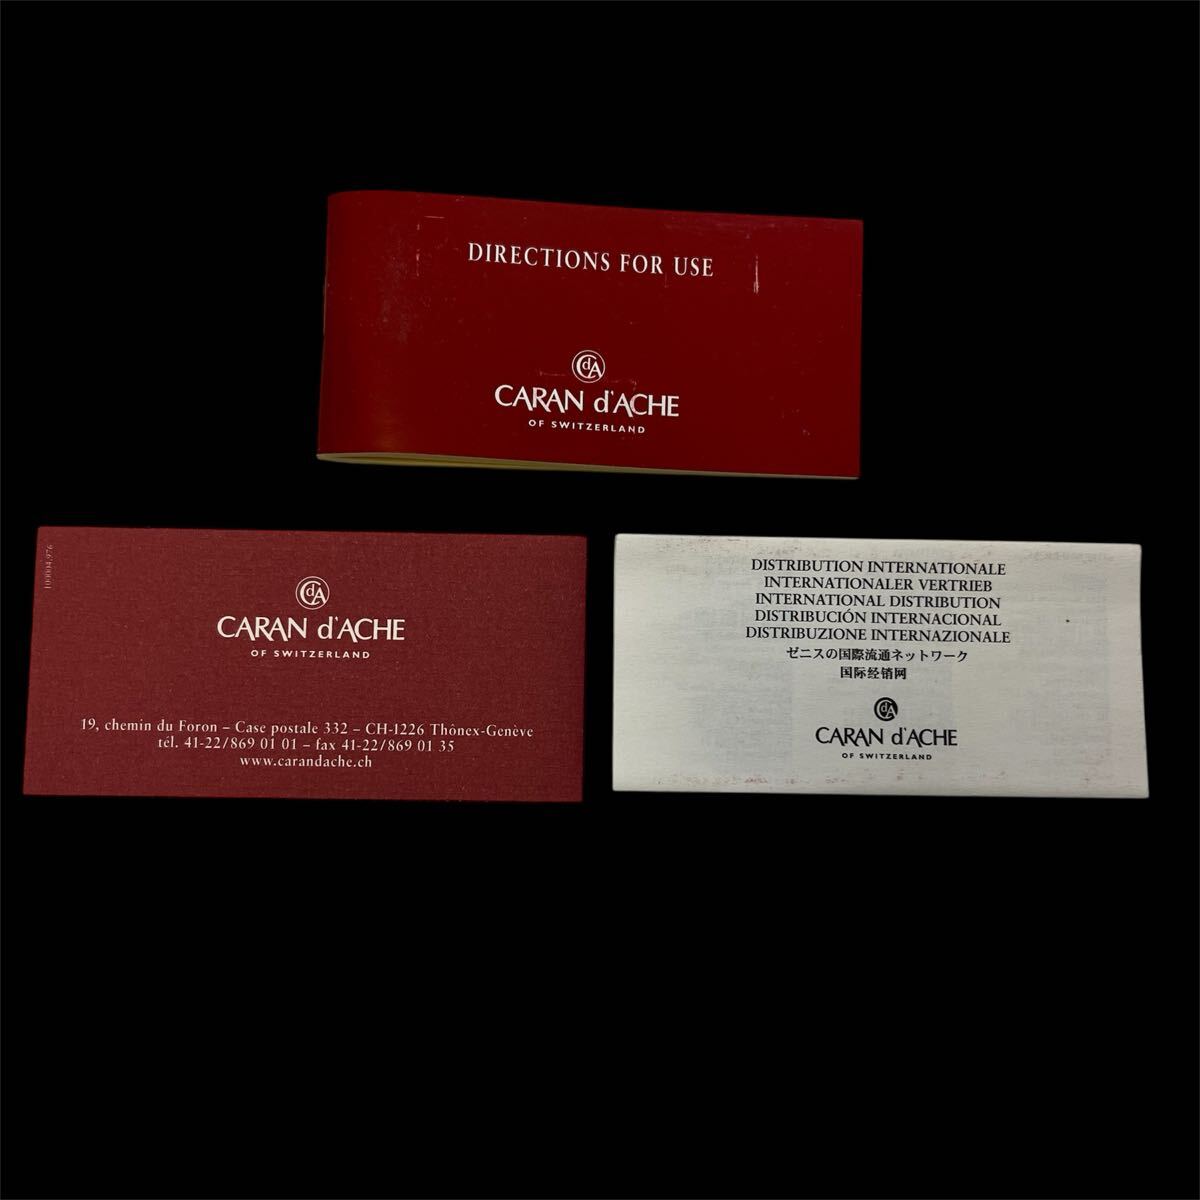 DIRECTIONS FOR USE
CdA
CARAN d'ACHE
OF SWITZERLAND
100004.976
CdA
CARAN d'ACHE
OF SWITZERLAND
19, chemin du Foron – Case postale 332 – CH-1226 Thônex-Genève
tél. 41-22/869 01 01 – fax 41-22/869 01 35
www.carandache.ch
DISTRIBUTION INTERNATIONALE
INTERNATIONALER VERTRIEB
INTERNATIONAL DISTRIBUTION
DISTRIBUCIÓN INTERNACIONAL
DISTRIBUZIONE INTERNAZIONALE
ゼニスの国際流通ネットワーク
国际经销网
CdA
CARAN d'ACHE
OF SWITZERLAND